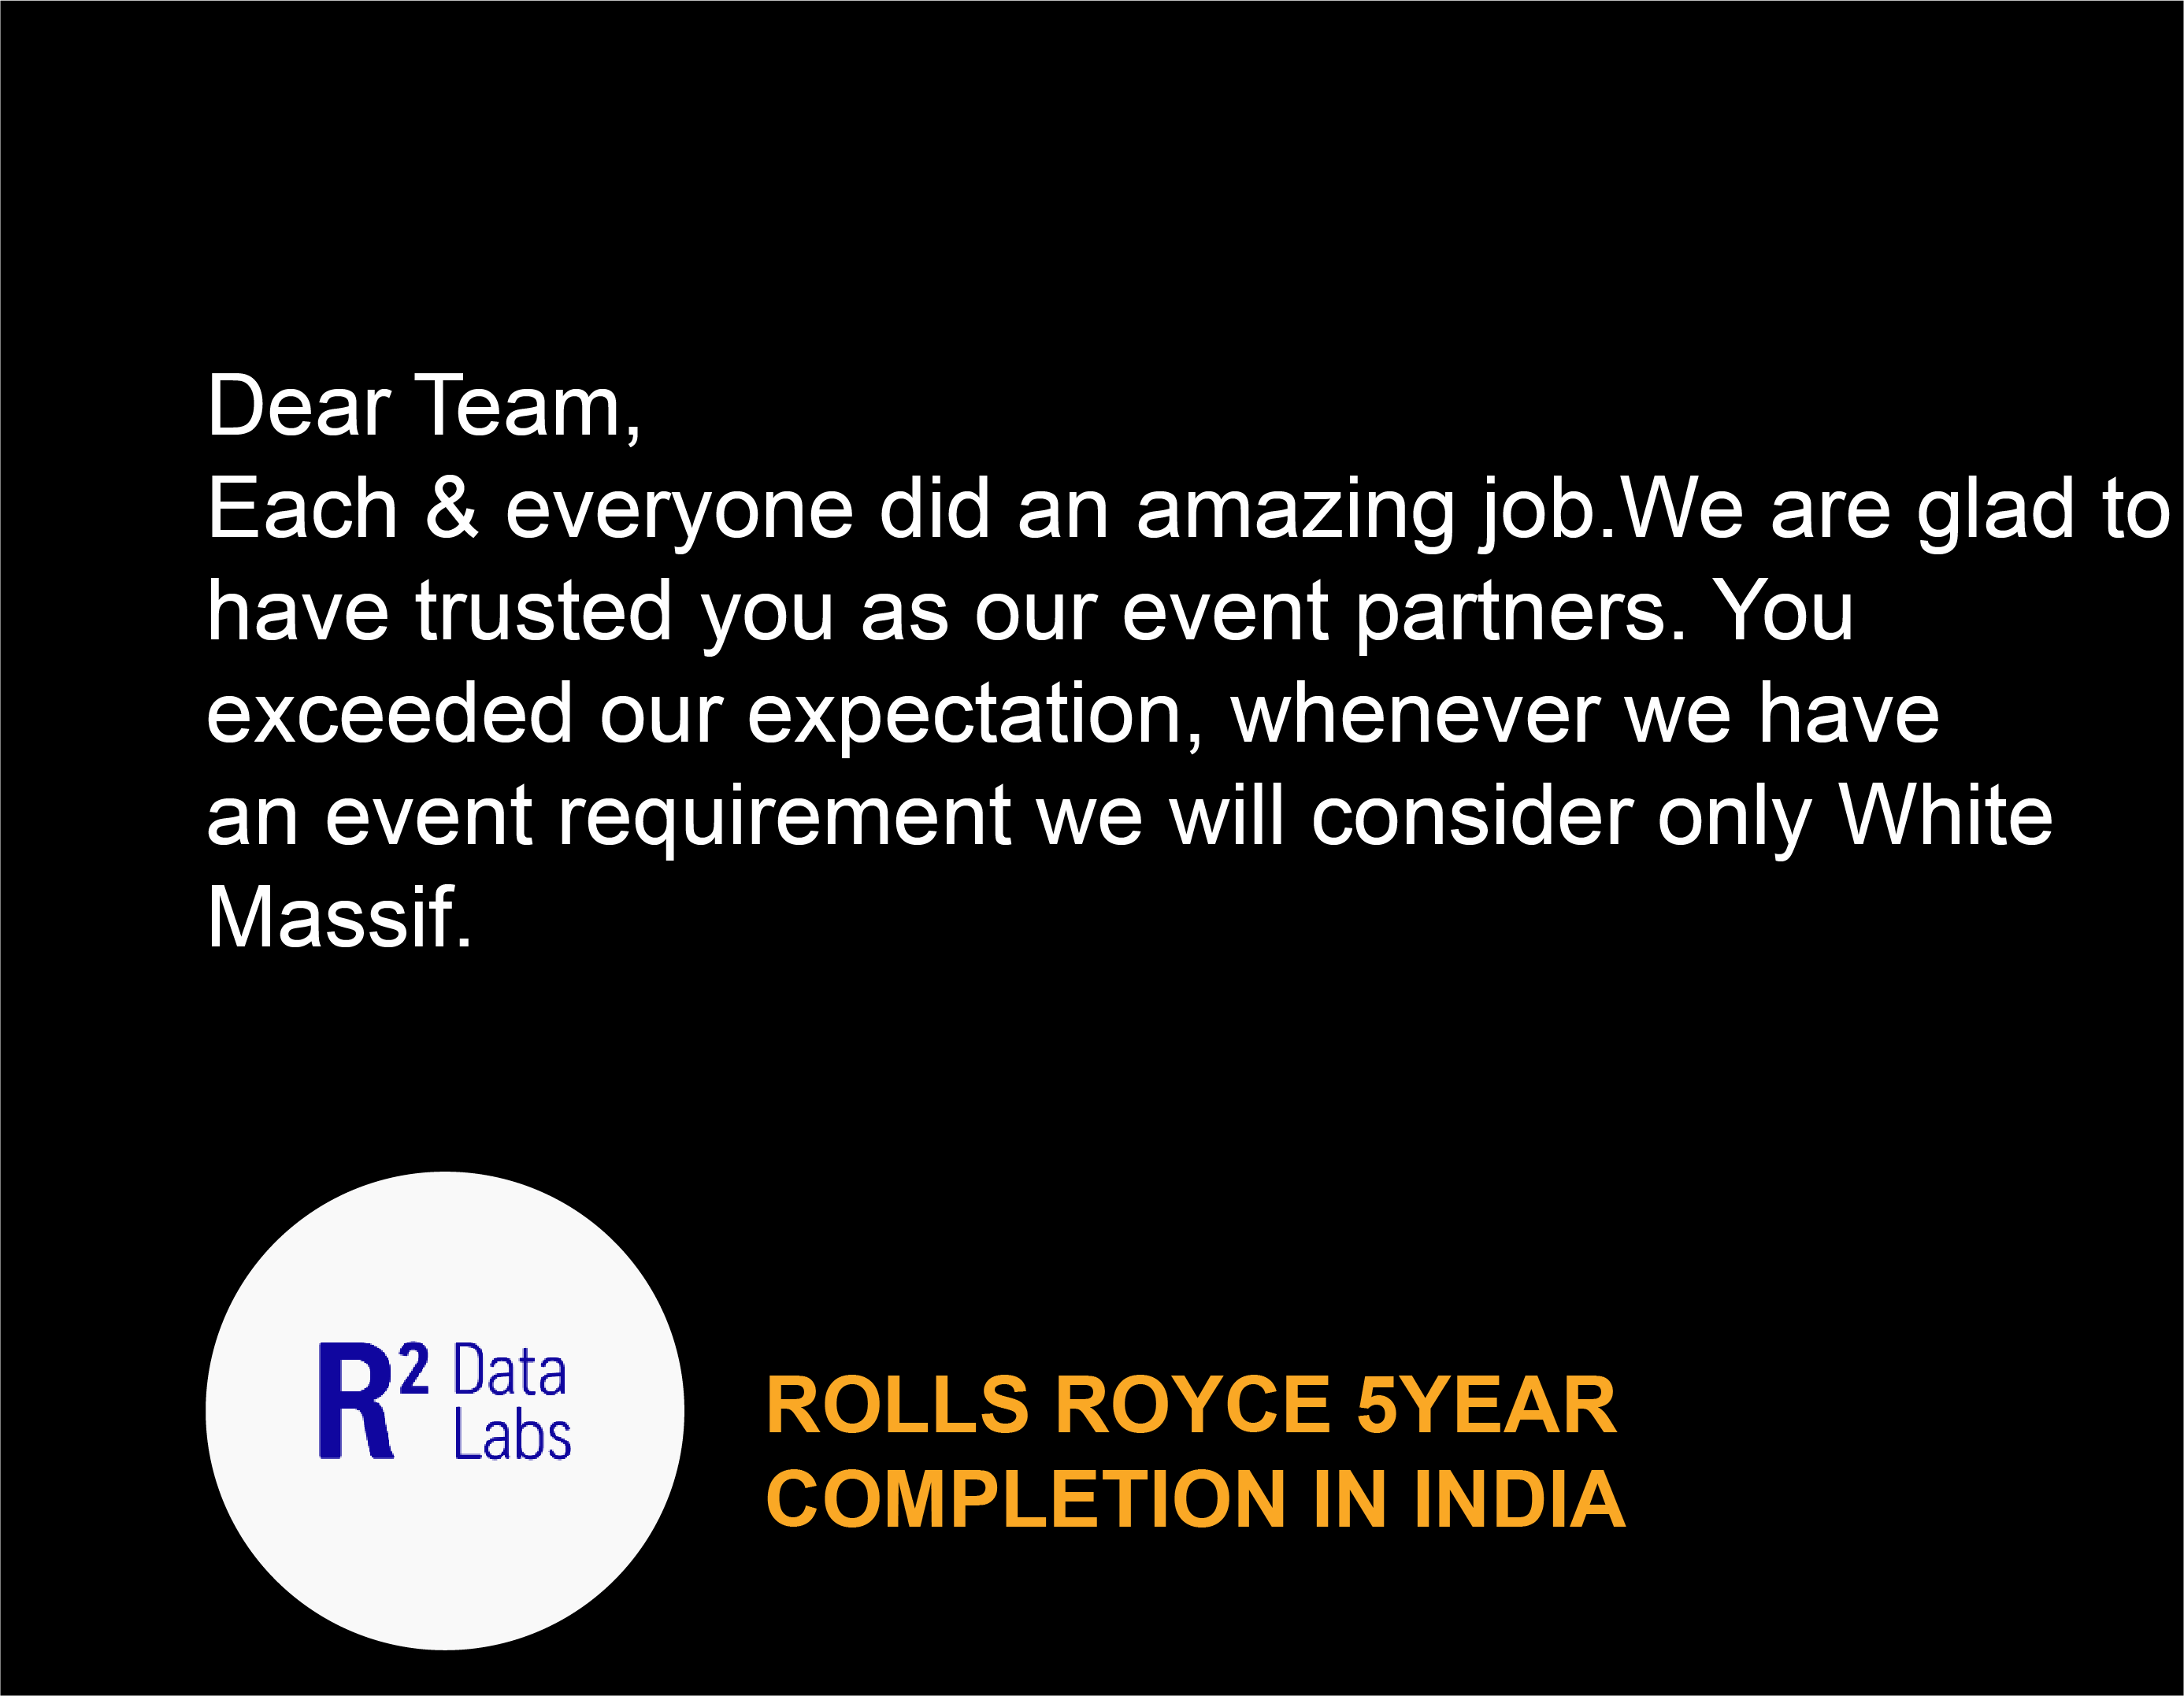 Dear Team,
Each & everyone did an amazing job.We are glad to
have trusted you as our event partners. You
exceeded our expectation, whenever we have
an event requirement we will consider only White
Massif.
R² Data
Labs
ROLLS ROYCE 5YEAR
COMPLETION IN INDIA